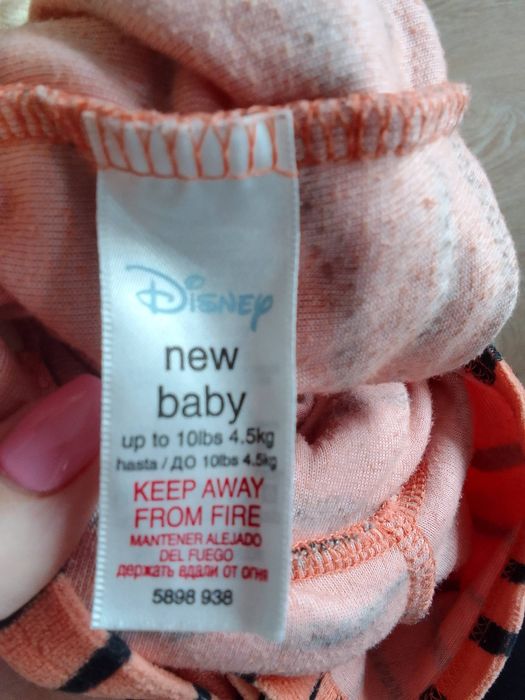 Disney
new
baby
up to 10lbs 4.5kg
hasta / ДО 10lbs 4.5kg
KEEP AWAY
FROM FIRE
MANTENER ALEJADO
DEL FUEGO
держать вдали от огня
5898 938